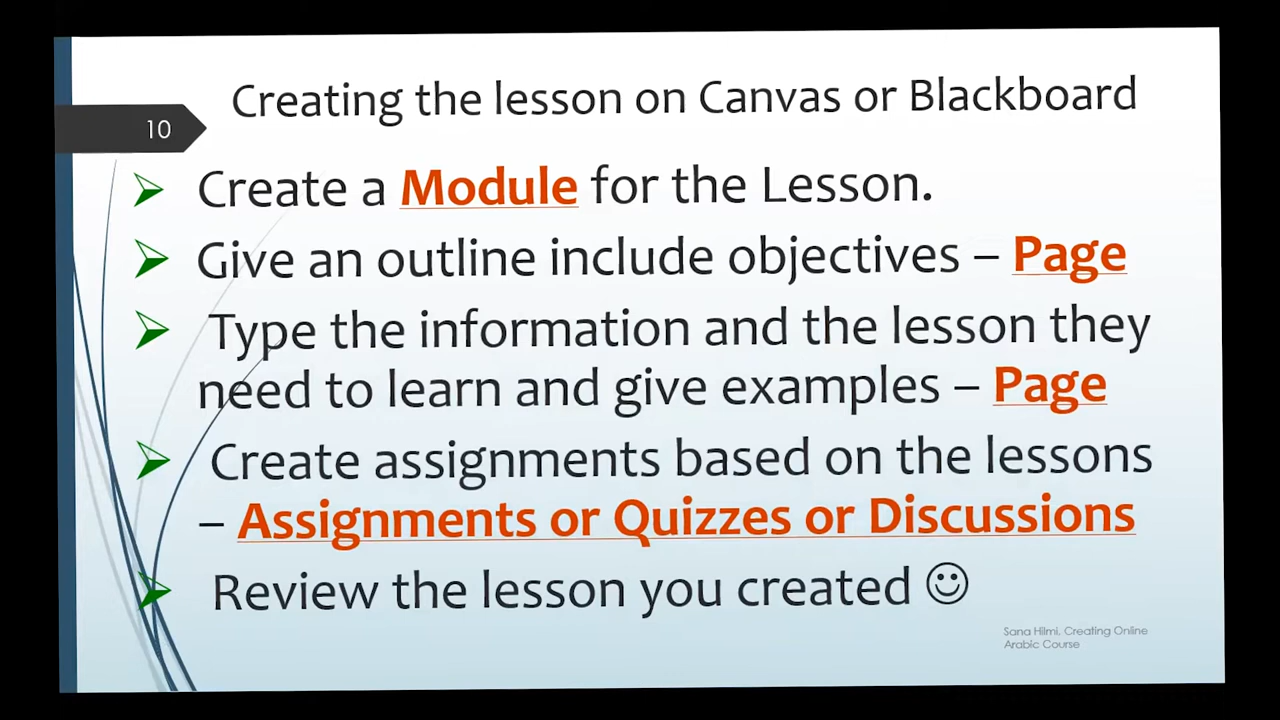 Creating the lesson on Canvas or Blackboard
10
Create a Module for the Lesson.
Give an outline include objectives – Page
Type the information and the lesson they
need to learn and give examples – Page
Create assignments based on the lessons
– Assignments or Quizzes or Discussions
Review the lesson you created ☺
Sana Hilmi, Creating Online
Arabic Course